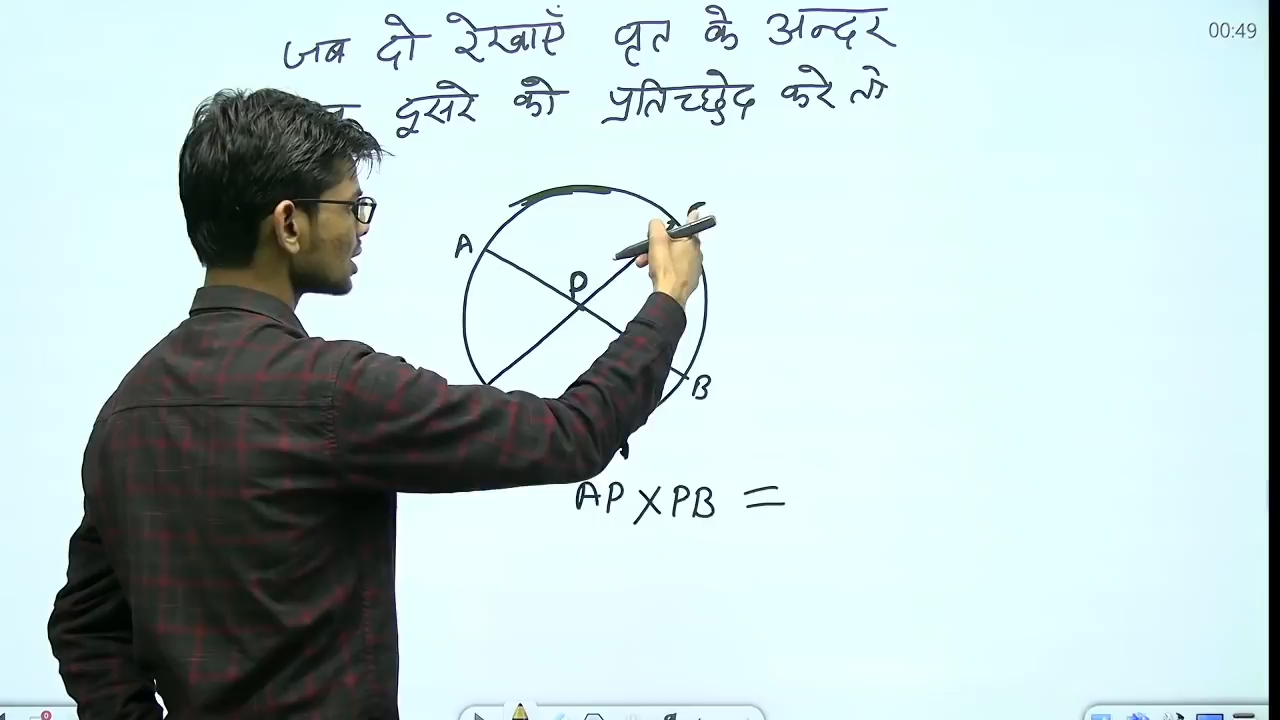 00:49
जब दो रेखाएँ वृत के अन्दर
दूसरे को प्रतिच्छेद करे तो
A
P
B
AP X PB =